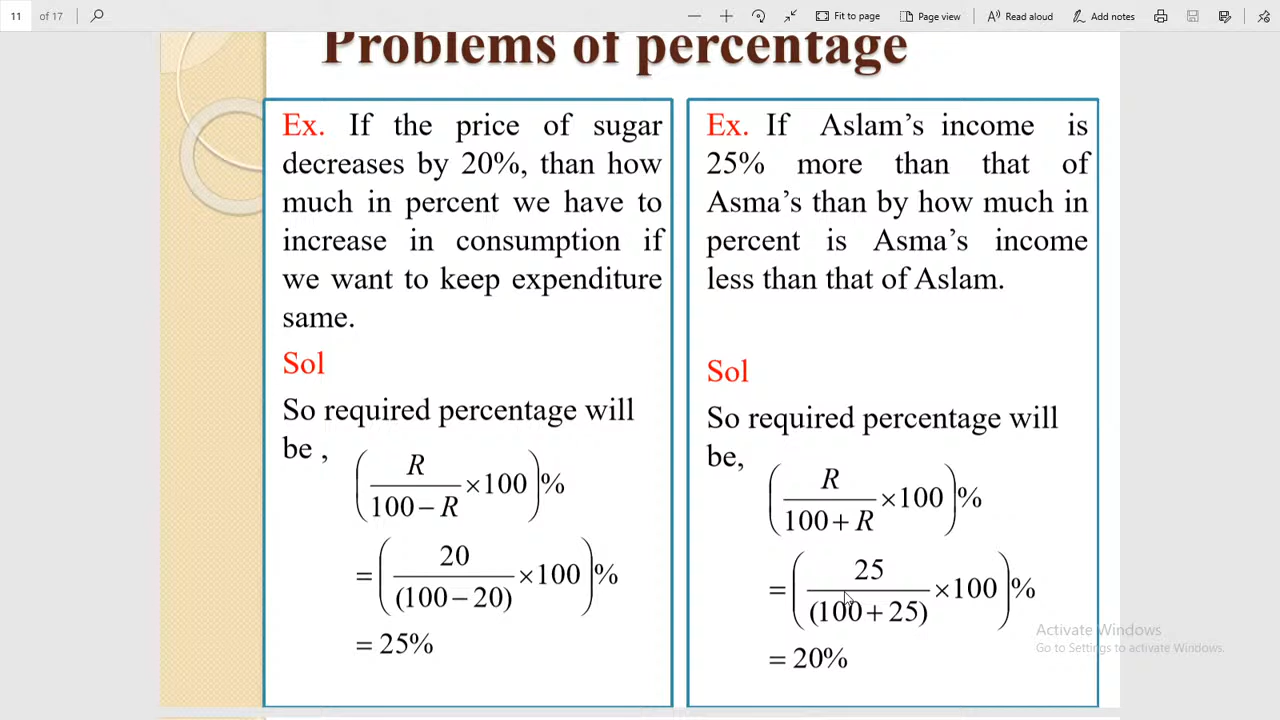 11 of 17 Fit to page Page view Read aloud Add notes
Problems of percentage
Ex. If the price of sugar
decreases by 20%, than how
much in percent we have to
increase in consumption if
we want to keep expenditure
same.
Sol
So required percentage will
be ,
(R / 100 − R × 100)%
= (20 / (100 − 20) × 100)%
= 25%
Ex. If Aslam’s income is
25% more than that of
Asma’s than by how much in
percent is Asma’s income
less than that of Aslam.
Sol
So required percentage will
be,
(R / 100 + R × 100)%
= (25 / (100 + 25) × 100)%
= 20%
Activate Windows
Go to Settings to activate Windows.